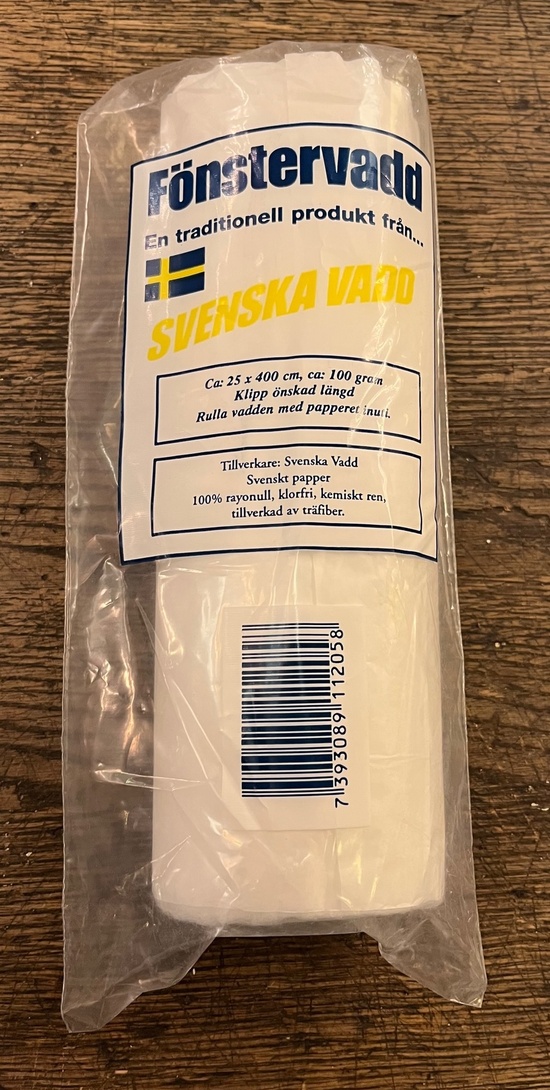 Fönstervadd
En traditionell produkt från...
SVENSKA VADD
Ca: 25 x 400 cm, ca: 100 gram
Klipp önskad längd
Rulla vadden med papperet inuti.
Tillverkare: Svenska Vadd
Svenskt papper
100% rayonull, klorfri, kemiskt ren,
tillverkad av träfiber.
7 393089 112058